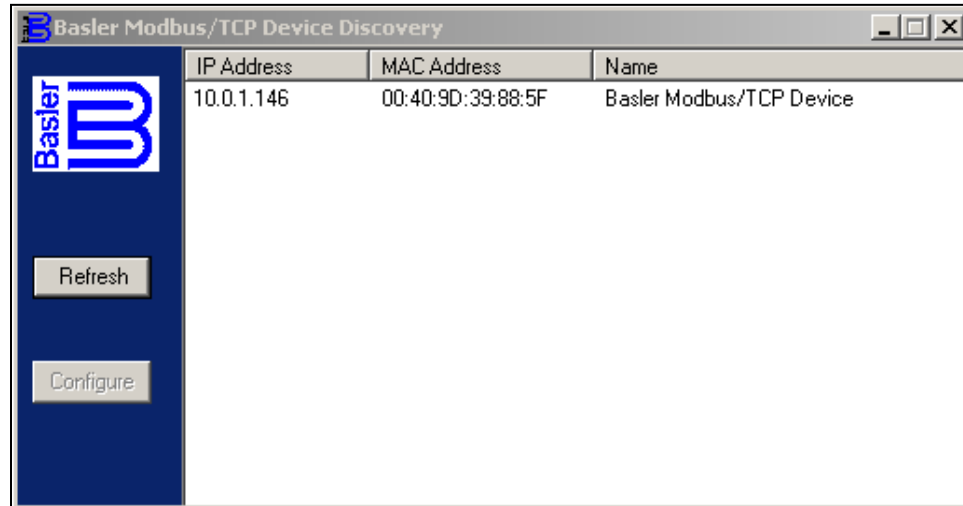 Basler Modbus/TCP Device Discovery
IP Address MAC Address Name
10.0.1.146 00:40:9D:39:88:5F Basler Modbus/TCP Device
Basler
Refresh
Configure